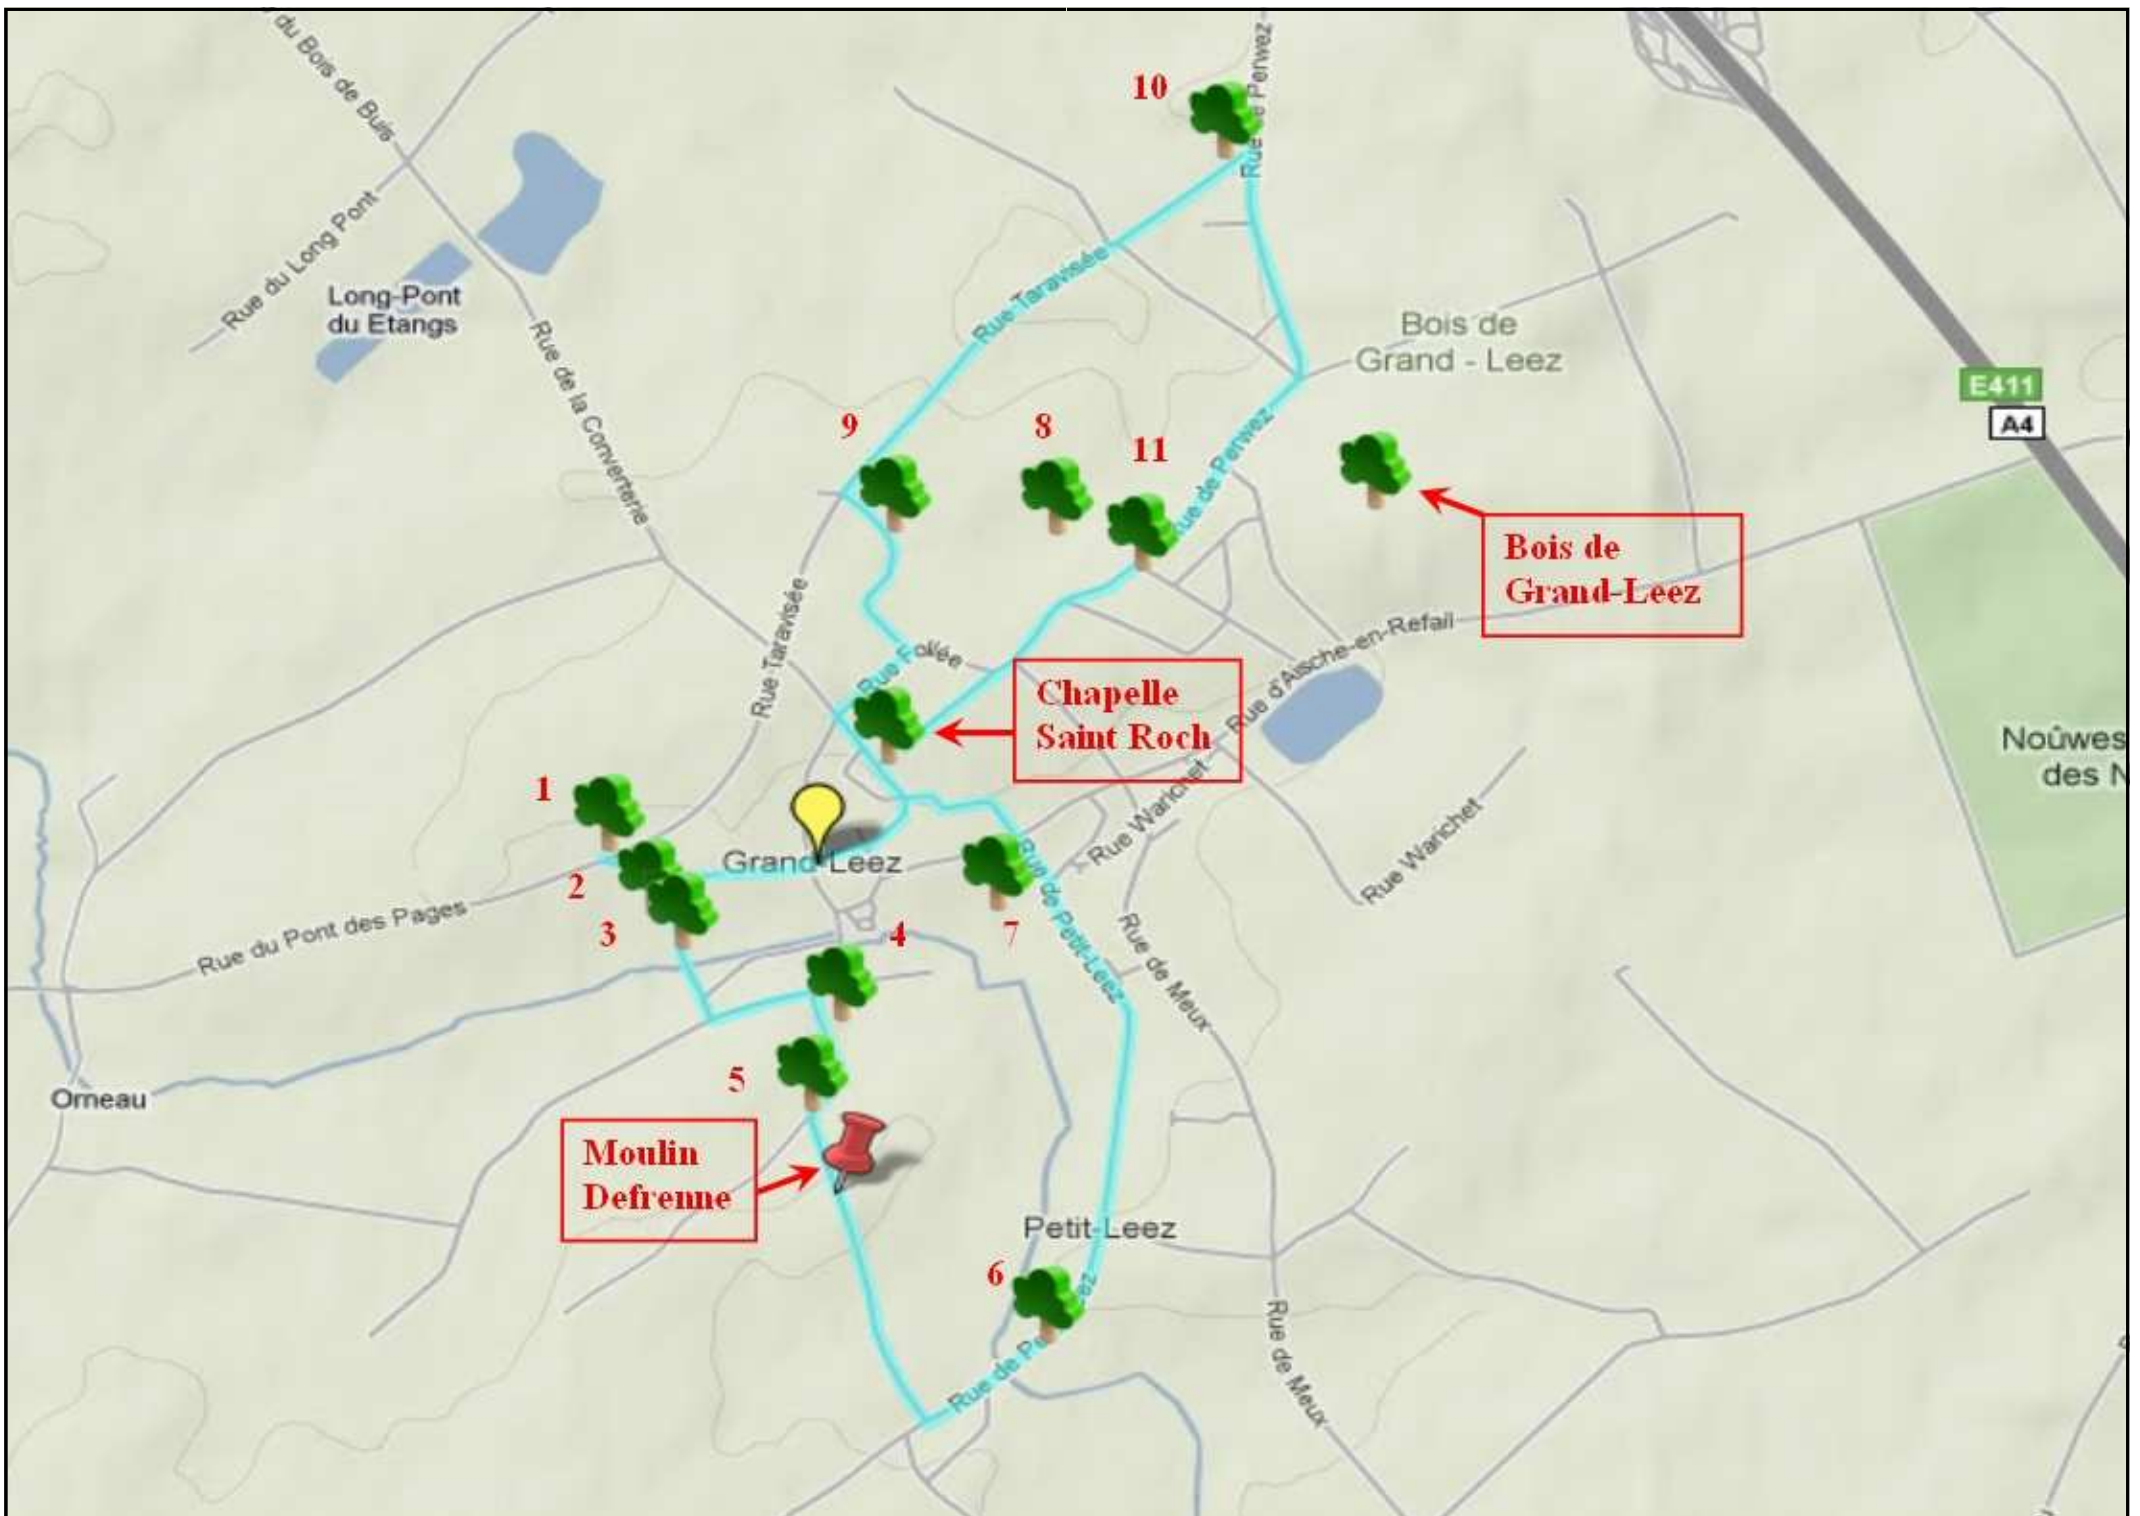 du Bois de Buis
Rue de Perwez
10
Rue du Long Pont
Long-Pont
du Etangs
Rue Taravisée
Bois de
Grand - Leez
E411
A4
Rue de la Converterie
9
8
11
Rue de Perwez
Bois de
Grand-Leez
Rue Taravisée
Rue d'Aische-en-Refail
Rue Foliée
Chapelle
Saint Roch
Noûwes
des N
1
Grand-Leez
Rue Warichet
Rue Warichet
2
3
4
7
Rue du Pont des Pages
Rue de Petit-Leez
Rue de Meux
Orneau
5
Moulin
Defrenne
Petit-Leez
6
Rue de Pe
ez
Rue de Meux